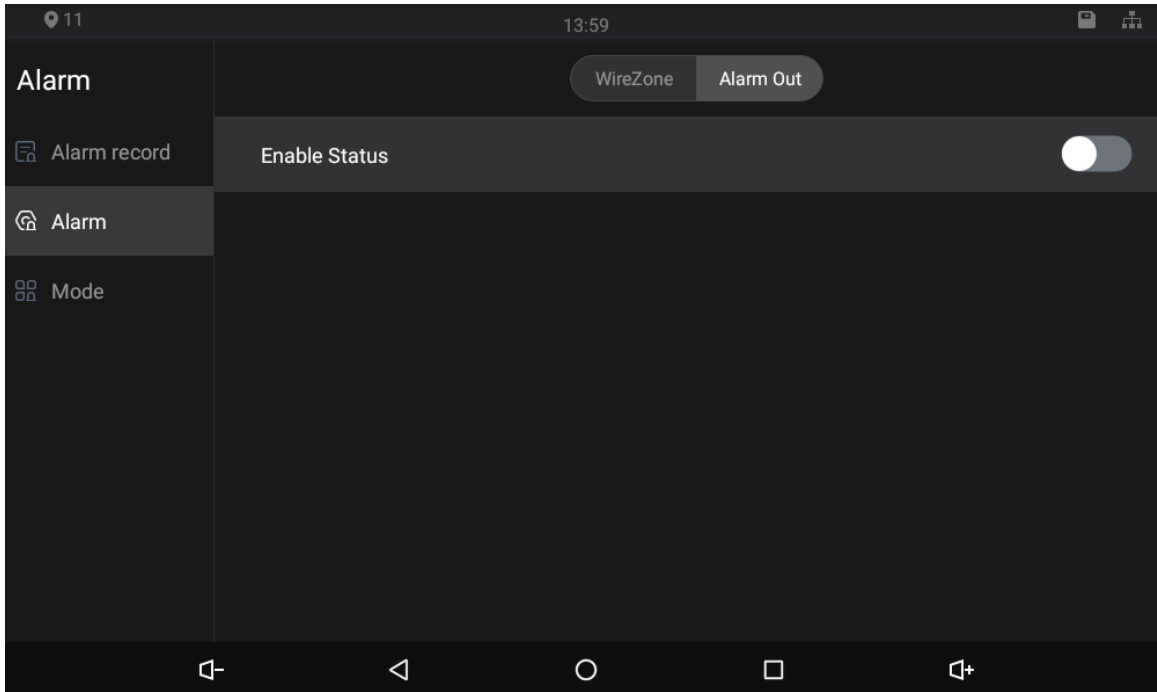 11
13:59
Alarm
WireZone
Alarm Out
Alarm record
Enable Status
Alarm
Mode